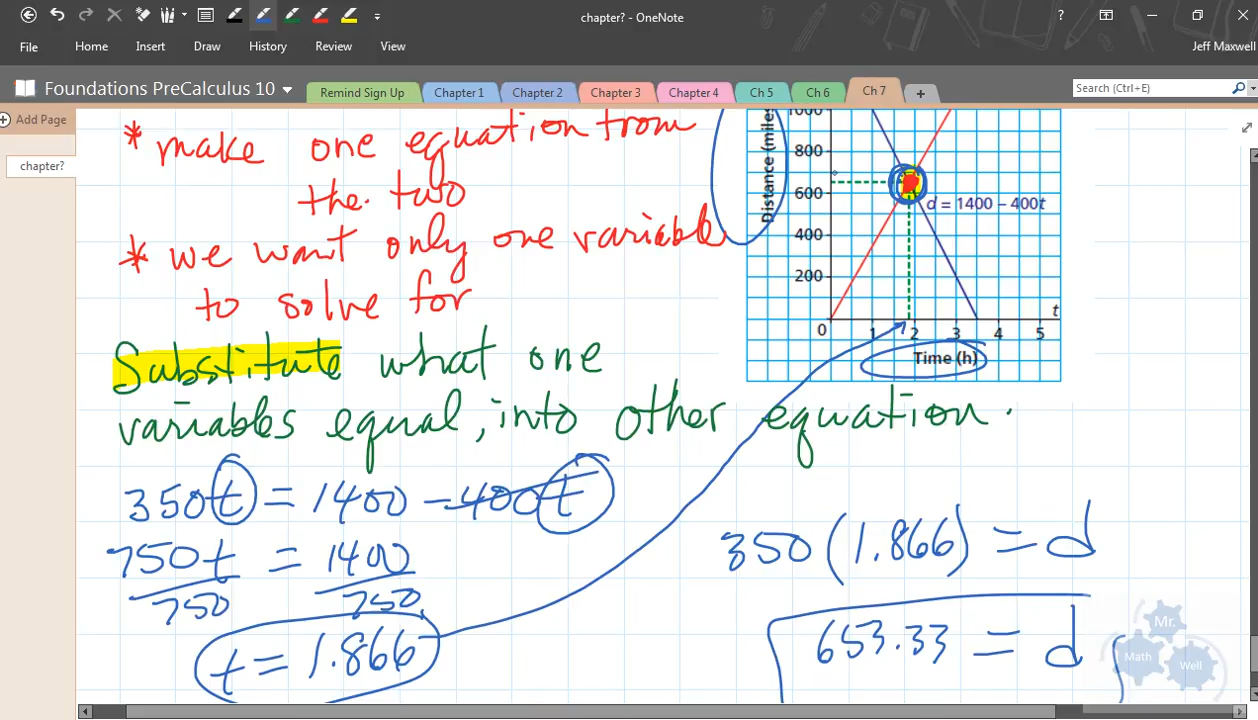 chapter? - OneNote
?
Jeff Maxwell
File Home Insert Draw History Review View
Foundations PreCalculus 10
Remind Sign Up
Chapter 1
Chapter 2
Chapter 3
Chapter 4
Ch 5
Ch 6
Ch 7
Search (Ctrl+E)
Add Page
chapter?
* make one equation from
the two
* we want only one variable
to solve for
Substitute what one
variables equal, into other equation.
350t = 1400 - 400t
750t = 1400
750 750
t = 1.866
350(1.866) = d
653.33 = d
Distance (miles
1000
800
600
400
200
0
1 2 3 4 5
t
d = 1400 – 400t
Time (h)
Mr.
Math
Well